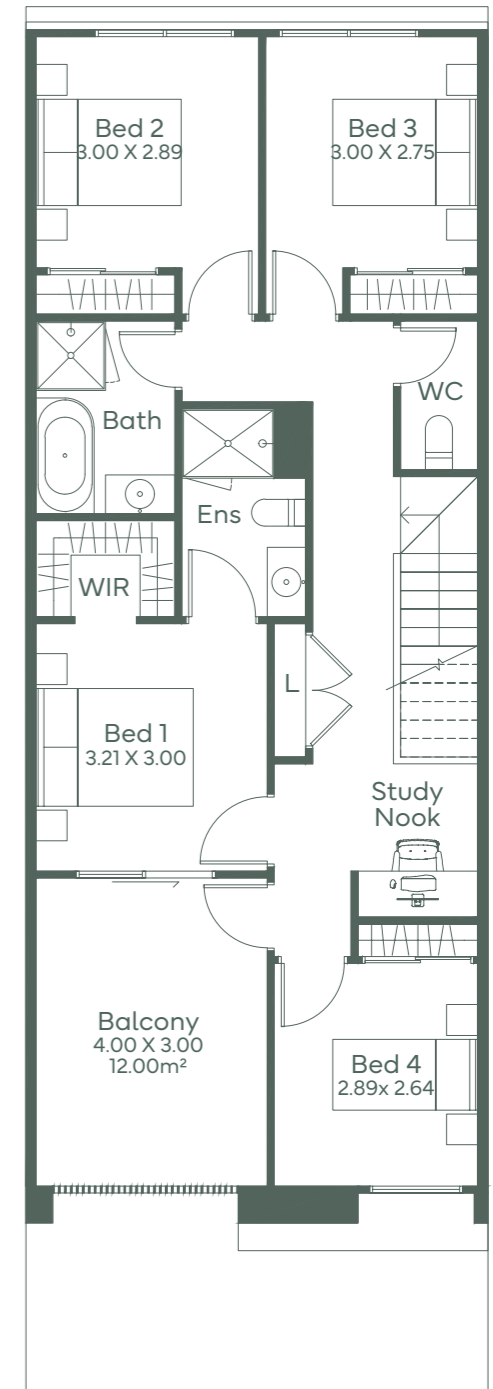 Bed 2
3.00 X 2.89
Bed 3
3.00 X 2.75
WC
Bath
Ens
WIR
L
Bed 1
3.21 X 3.00
Study
Nook
Balcony
4.00 X 3.00
12.00m²
Bed 4
2.89x 2.64